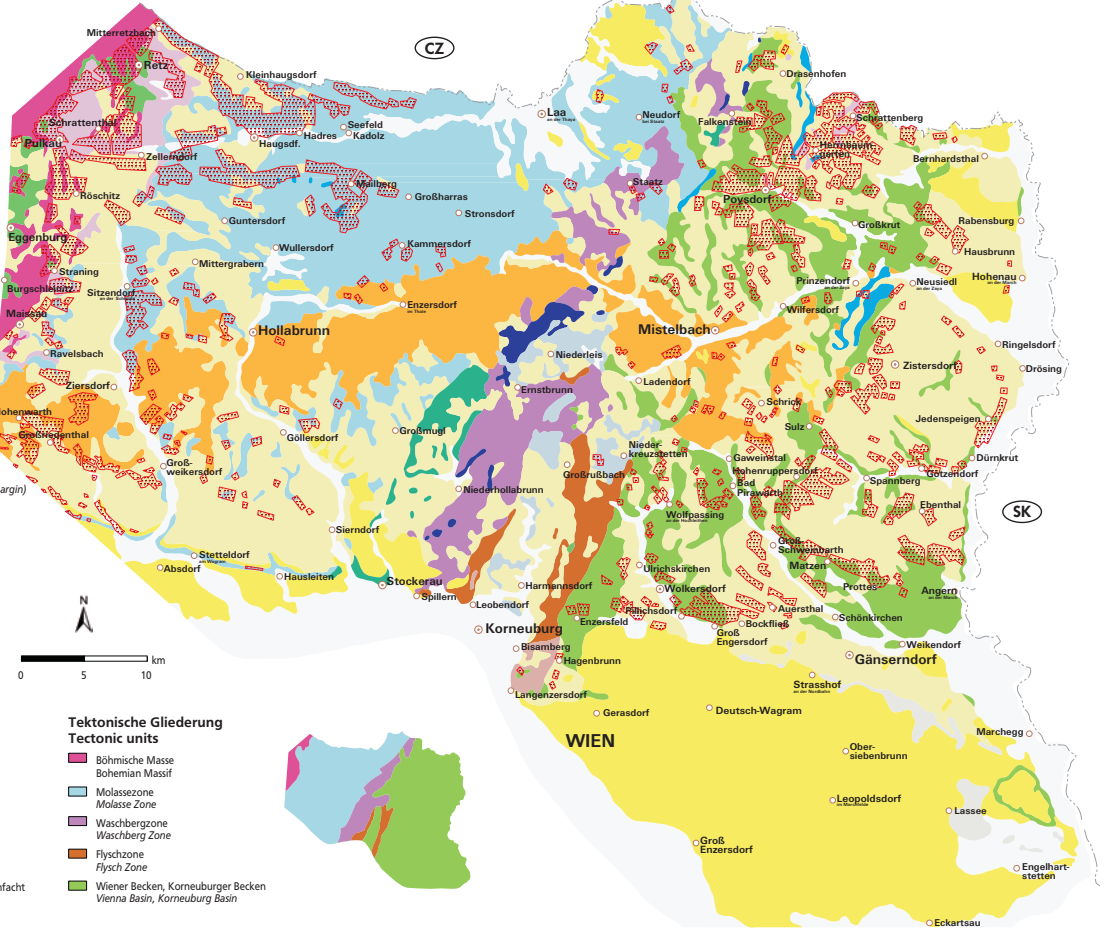 CZ
Mitterretzbach
Retz
Kleinhaugsdorf
Drasenhofen
Laa
an der Thaya
Neudorf
bei Staatz
Falkenstein
Schrattenberg
Schrattenthal
Seefeld
Kadolz
Hadres
Haugsdf.
Pulkau
Zellerndorf
Herrnbaum-
garten
Bernhardsthal
Mailberg
Staatz
Röschitz
Großharras
Poysdorf
Stronsdorf
Guntersdorf
Rabensburg
Großkrut
Eggenburg
Wullersdorf
Kammersdorf
Hausbrunn
Mittergrabern
Straning
Burgschleinitz
Sitzendorf
an der Schmida
Prinzendorf
an der Zaya
Neusiedl
an der Zaya
Hohenau
an der March
Maissau
Enzersdorf
im Thale
Wilfersdorf
Hollabrunn
Mistelbach
Ringelsdorf
Ravelsbach
Niederleis
Zistersdorf
Drösing
Ziersdorf
Ernstbrunn
Ladendorf
Schrick
ohenwarth
Großriedenthal
Großmugl
Göllersdorf
Sulz
Jedenspeigen
Nieder-
kreuzstetten
Gaweinstal
Dürnkrut
Groß-
weikersdorf
Großrußbach
Hohenruppersdorf
Bad
Pirawarth
Götzendorf
Spannberg
argin)
Niederhollabrunn
Ebenthal
Wolfpassing
an der Hochleithen
SK
Sierndorf
Groß
Schweinbarth
Stetteldorf
am Wagram
Absdorf
Hausleiten
Stockerau
Spillern
Leobendorf
Harmannsdorf
Ulrichskirchen
Wolkersdorf
Matzen
Prottes
Angern
an der March
Pillichsdorf
Auersthal
Bockfließ
Schönkirchen
Enzersfeld
Korneuburg
Groß
Engersdorf
Weikendorf
Bisamberg
Hagenbrunn
Gänserndorf
N
km
0 5 10
Langenzersdorf
Strasshof
an der Nordbahn
Gerasdorf
Deutsch-Wagram
WIEN
Marchegg
Ober-
siebenbrunn
Leopoldsdorf
im Marchfelde
Lassee
Groß
Enzersdorf
Engelhart-
stetten
Eckartsau
Tektonische Gliederung
Tectonic units
Böhmische Masse
Bohemian Massif
Molassezone
Molasse Zone
Waschbergzone
Waschberg Zone
Flyschzone
Flysch Zone
Wiener Becken, Korneuburger Becken
Vienna Basin, Korneuburg Basin
nfacht